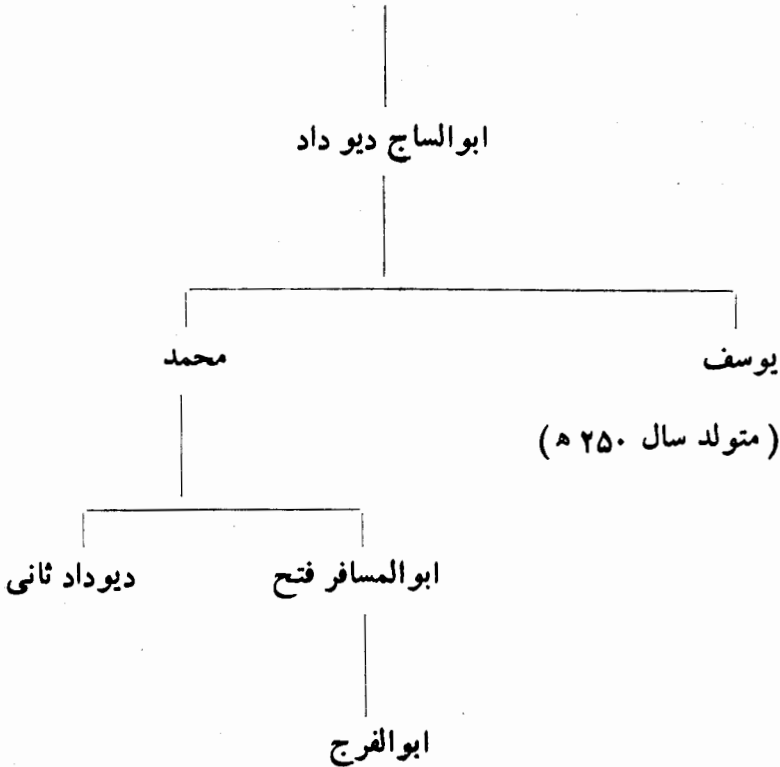 ابوالساج دیو داد
یوسف
محمد
(متولد سال ۲۵۰ ه)
ابوالمسافر فتح
دیوداد ثانی
ابوالفرج